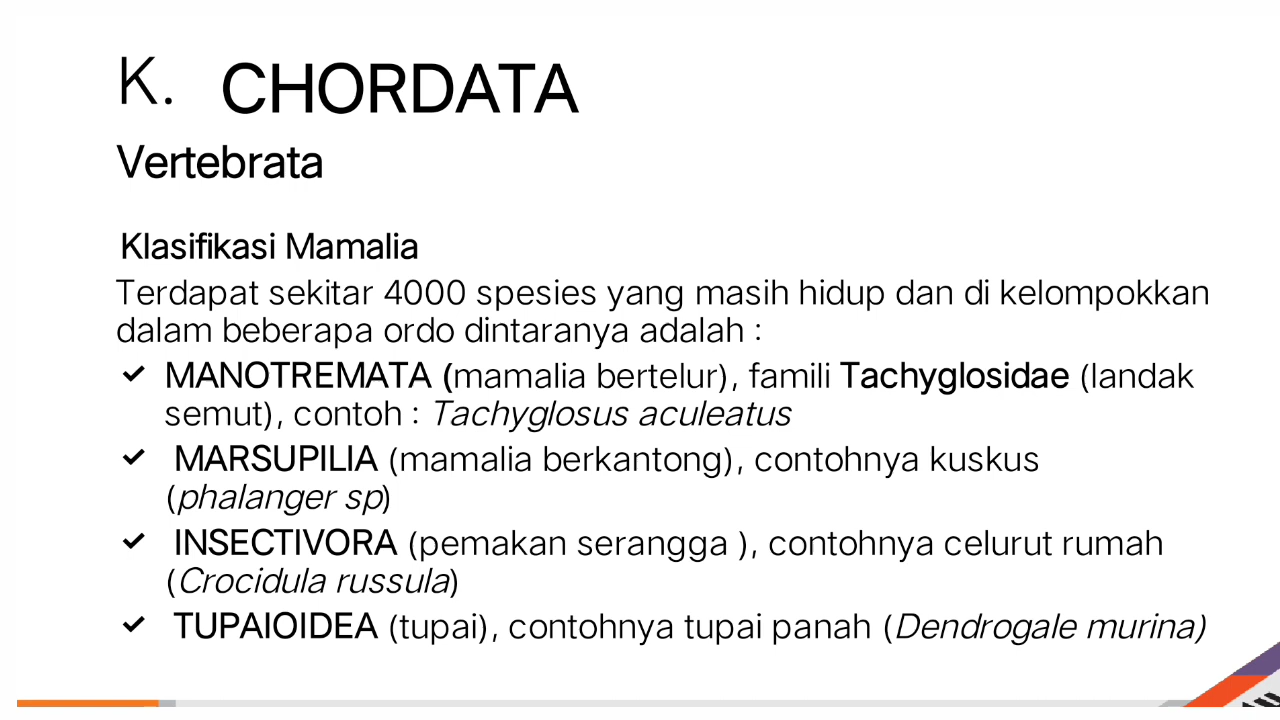 K. CHORDATA
Vertebrata
Klasifikasi Mamalia
Terdapat sekitar 4000 spesies yang masih hidup dan di kelompokkan
dalam beberapa ordo dintaranya adalah :
✓ MANOTREMATA (mamalia bertelur), famili Tachyglosidae (landak
semut), contoh : Tachyglosus aculeatus
✓ MARSUPILIA (mamalia berkantong), contohnya kuskus
(phalanger sp)
✓ INSECTIVORA (pemakan serangga ), contohnya celurut rumah
(Crocidula russula)
✓ TUPAIOIDEA (tupai), contohnya tupai panah (Dendrogale murina)